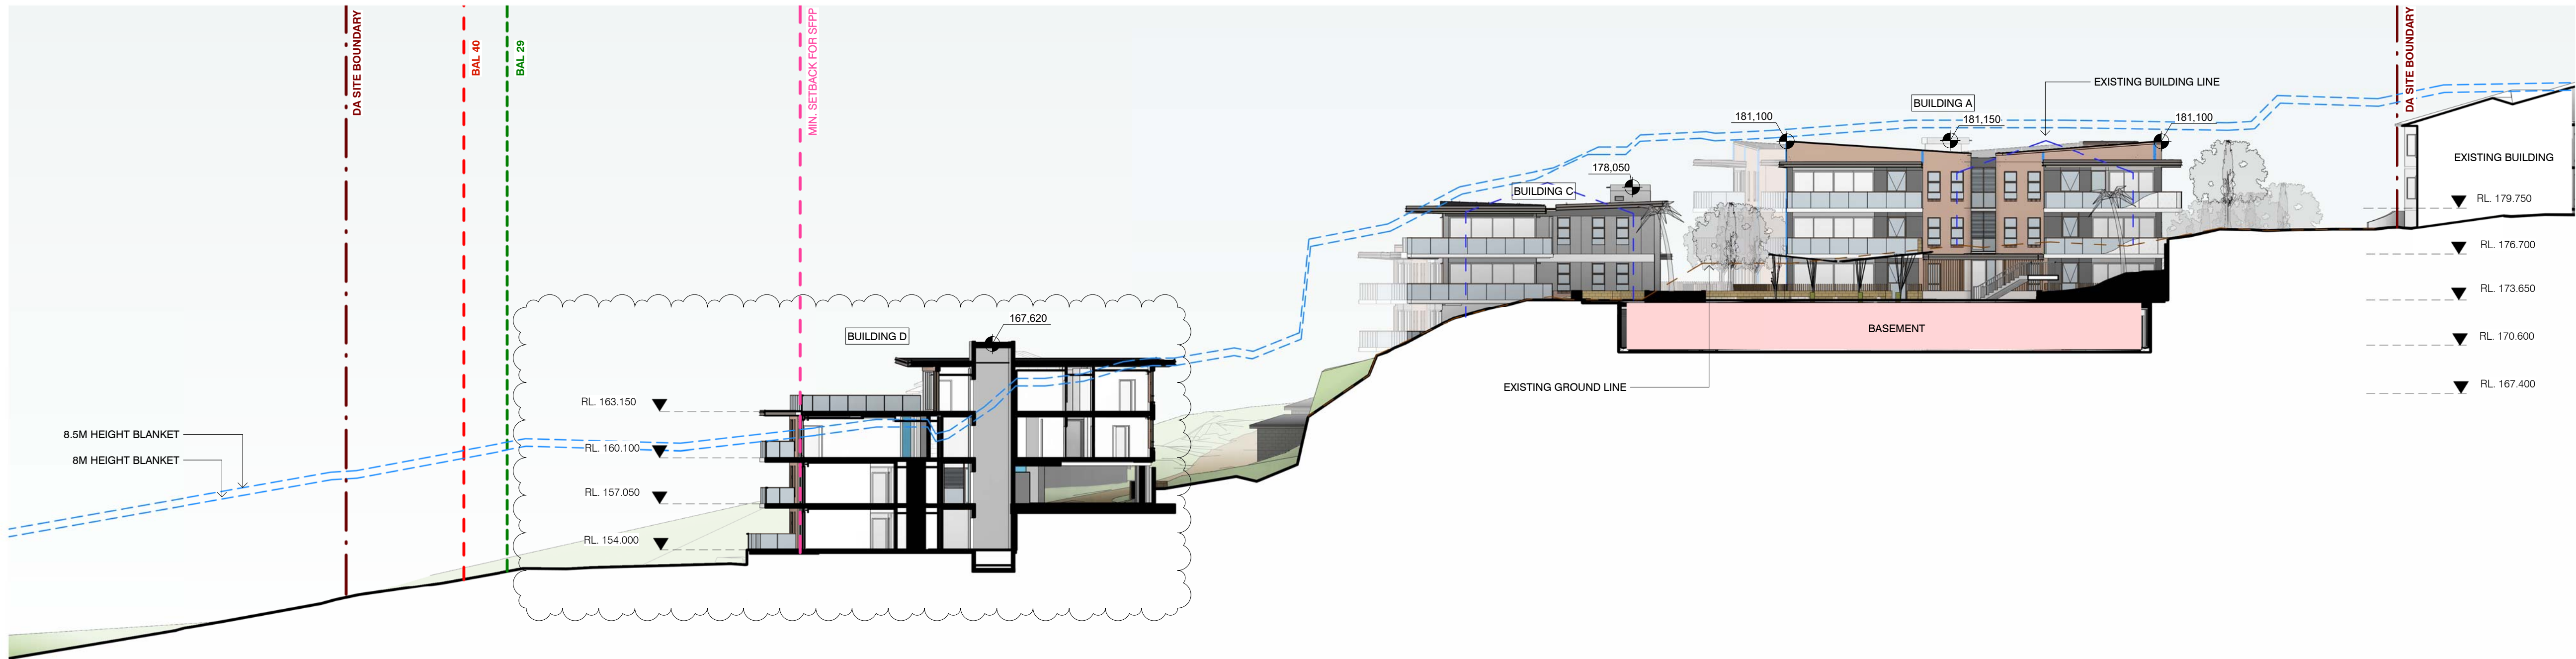 DA SITE BOUNDARY
BAL 40
BAL 29
MIN. SETBACK FOR SFPP
DA SITE BOUNDARY
EXISTING BUILDING LINE
BUILDING A
181,100
181,150
181,100
EXISTING BUILDING
178,050
BUILDING C
RL. 179.750
RL. 176.700
RL. 173.650
BASEMENT
RL. 170.600
EXISTING GROUND LINE
RL. 167.400
167,620
BUILDING D
RL. 163.150
8.5M HEIGHT BLANKET
RL. 160.100
8M HEIGHT BLANKET
RL. 157.050
RL. 154.000